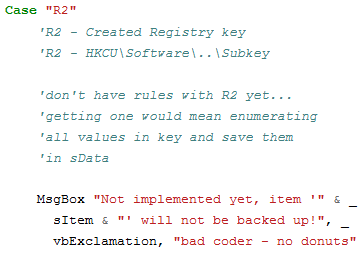 Case "R2"
'R2 - Created Registry key
'R2 - HKCU\Software\..\Subkey
'don't have rules with R2 yet...
'getting one would mean enumerating
'all values in key and save them
'in sData
MsgBox "Not implemented yet, item '" & _
sItem & "' will not be backed up!", _
vbExclamation, "bad coder - no donuts"